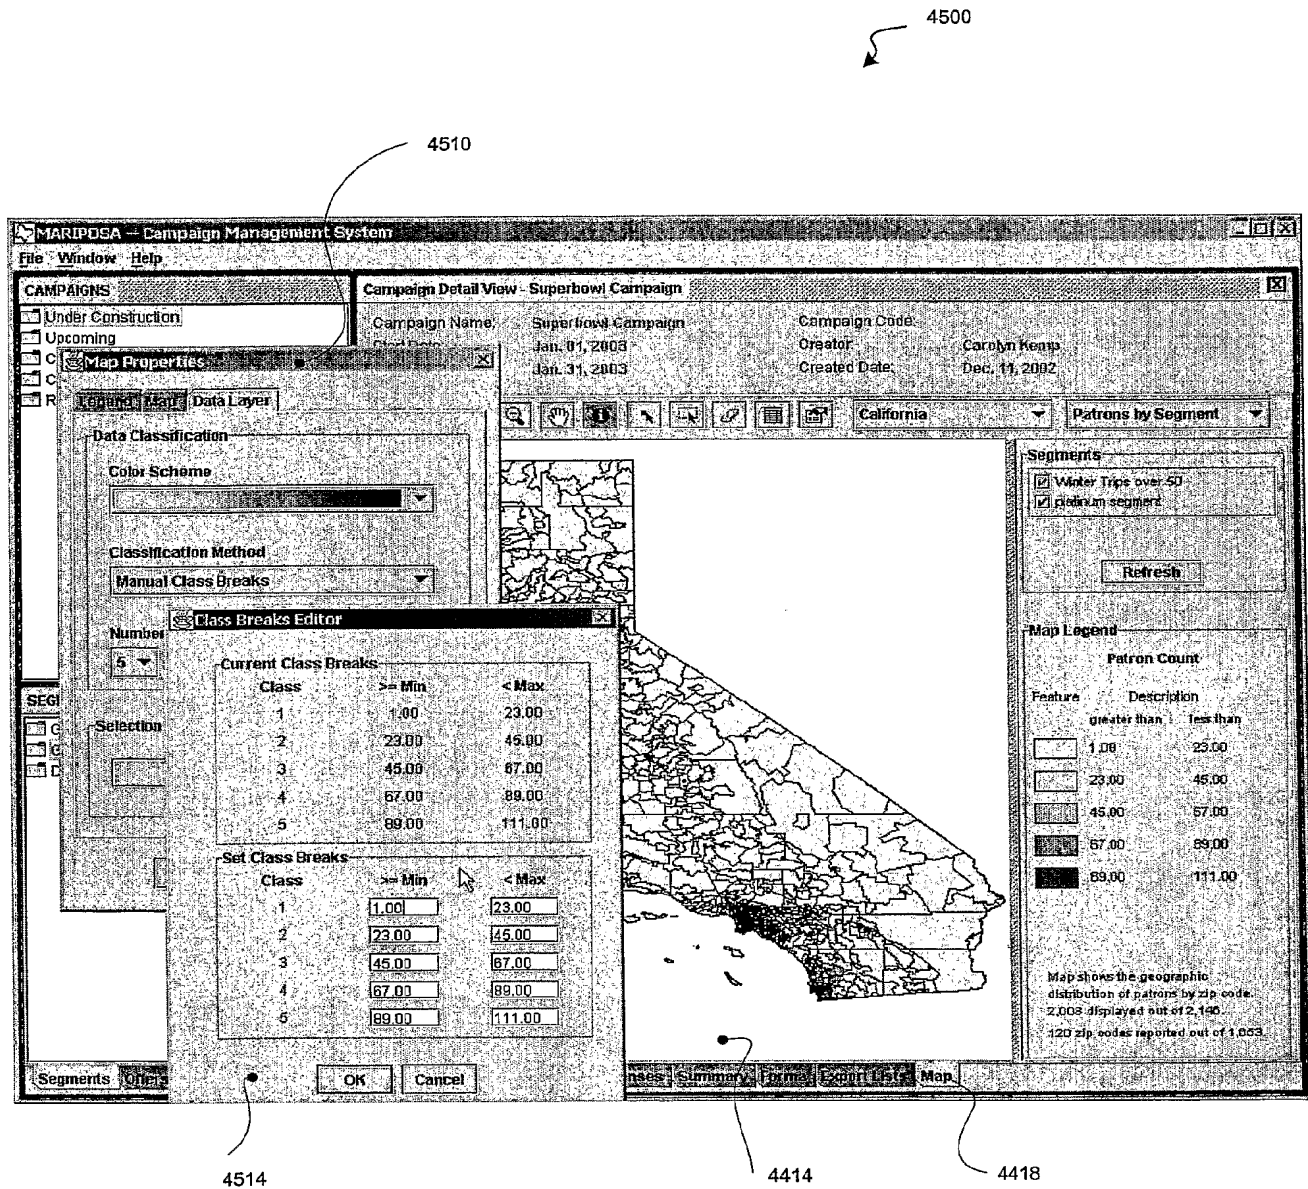 4500
4510
MARIPOSA -- Campaign Management System
File Window Help
CAMPAIGNS
Under Construction
Upcoming
C
C
R
Campaign Detail View - Superbowl Campaign
Campaign Name: Superbowl Campaign Campaign Code:
Jan. 01, 2003 Creator: Carolyn Kemp
Jan. 31, 2003 Created Date: Dec. 11, 2002
Map Properties
Legend Map Data Layer
California Patrons by Segment
Data Classification
Color Scheme
Classification Method
Manual Class Breaks
Number
5
Selection
SEG
G
G
D
Class Breaks Editor
Current Class Breaks
Class >= Min < Max
1 1.00 23.00
2 23.00 45.00
3 45.00 67.00
4 67.00 89.00
5 89.00 111.00
Set Class Breaks
Class >= Min < Max
1 1.00 23.00
2 23.00 45.00
3 45.00 67.00
4 67.00 89.00
5 89.00 111.00
OK Cancel
Segments
Winter Trips over 50
platinum segment
Refresh
Map Legend
Patron Count
Feature Description
greater than less than
1.00 23.00
23.00 45.00
45.00 67.00
67.00 89.00
89.00 111.00
Map shows the geographic
distribution of patrons by zip code.
2,003 displayed out of 2,146.
120 zip codes reported out of
Segments Offers nses Summary Format Export Lists Map
4514
4414
4418